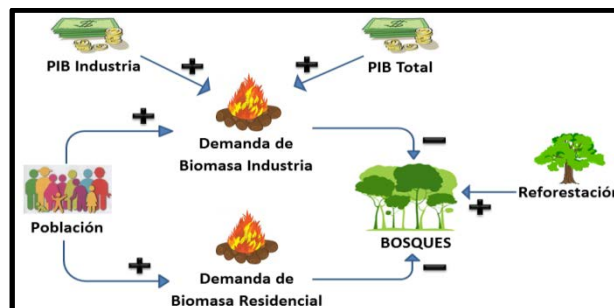 PIB Industria
PIB Total
+
+
+
Demanda de
Biomasa Industria
−
Población
BOSQUES
Reforestación
+
+
Demanda de
Biomasa Residencial
−